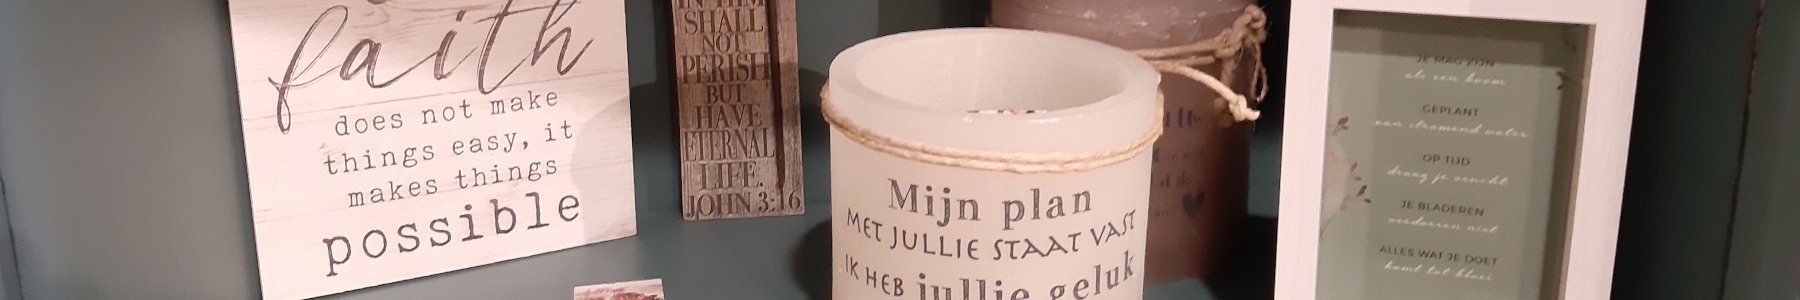 faith
does not make
things easy, it
makes things
possible
IN HIM
SHALL
NOT
PERISH
BUT
HAVE
ETERNAL
LIFE.
JOHN 3:16
Mijn plan
MET JULLIE STAAT VAST
IK HEB jullie geluk
JE MAG ZIJN
als een boom
GEPLANT
aan stromend water
OP TIJD
draag je vrucht
JE BLADEREN
verdorren niet
ALLES WAT JE DOET
komt tot bloei